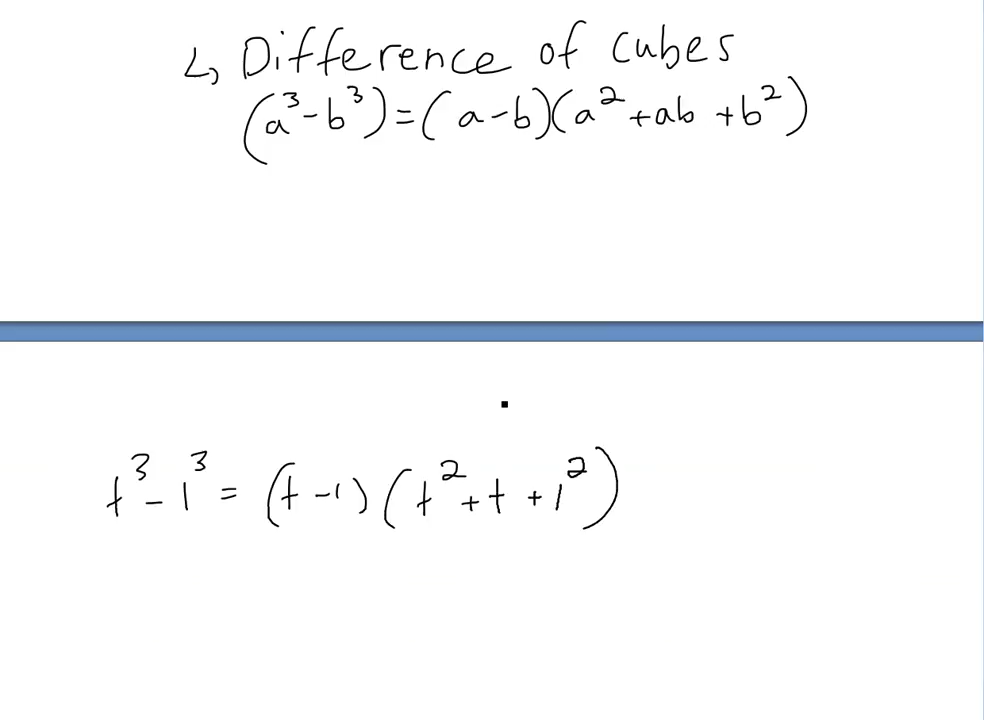 ↳ Difference of cubes
(a³-b³)=(a-b)(a²+ab+b²)
t³-1³=(t-1)(t²+t+1²)